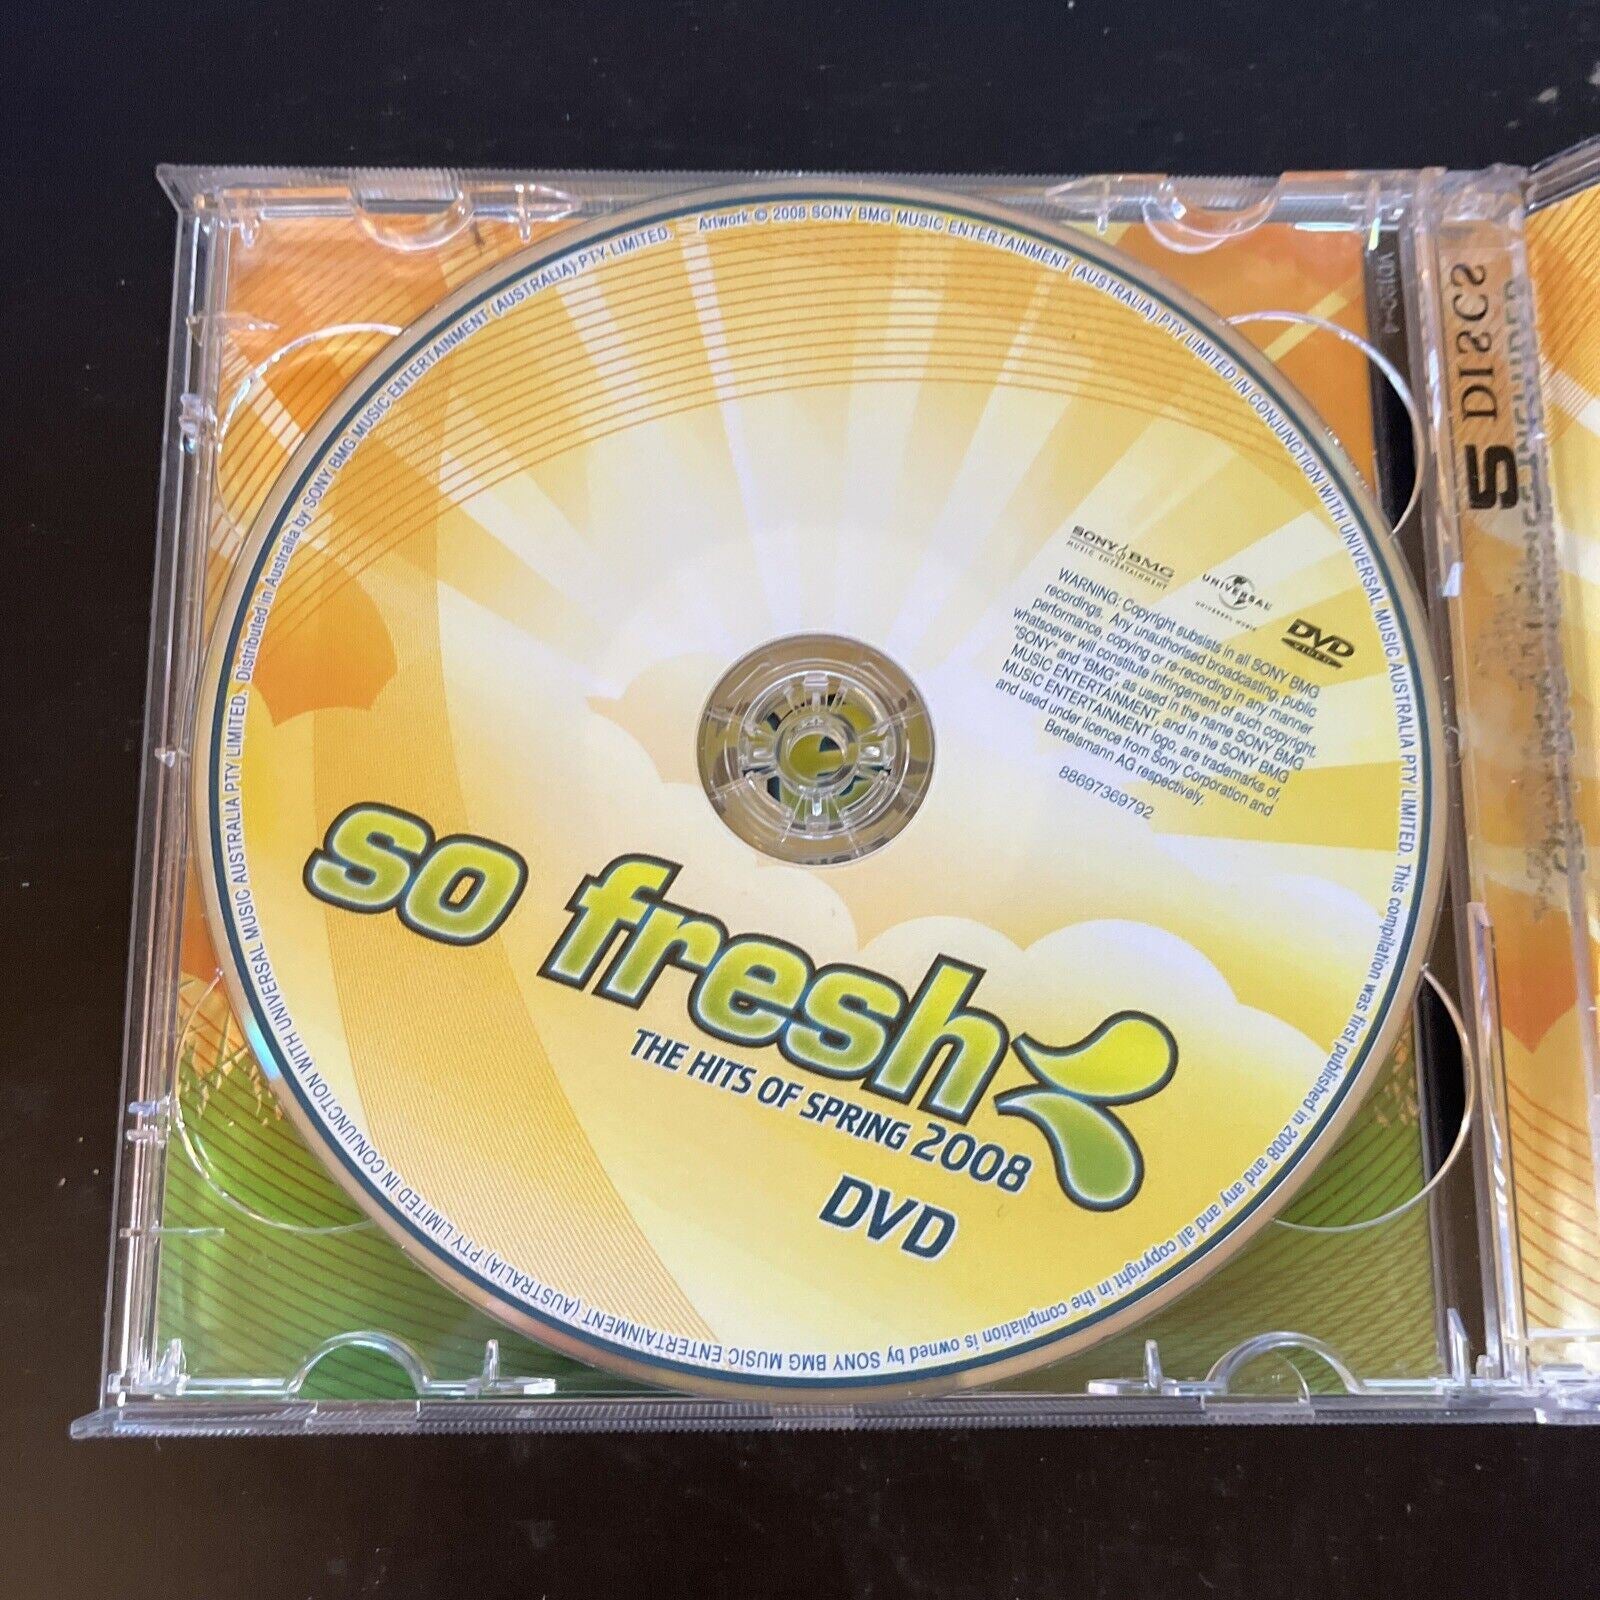 Distributed in Australia by SONY BMG MUSIC ENTERTAINMENT (AUSTRALIA) PTY LIMITED. Artwork © 2008 SONY BMG MUSIC ENTERTAINMENT (AUSTRALIA) PTY LIMITED IN CONJUNCTION WITH UNIVERSAL MUSIC AUSTRALIA PTY LIMITED. This compilation was first published in 2008 and any and all copyright in the compilation is owned by SONY BMG MUSIC ENTERTAINMENT (AUSTRALIA) PTY LIMITED IN CONJUNCTION WITH UNIVERSAL MUSIC AUSTRALIA PTY LIMITED.
SONY BMG
MUSIC ENTERTAINMENT
UNIVERSAL
UNIVERSAL MUSIC
DVD
VIDEO
WARNING: Copyright subsists in all SONY BMG
recordings. Any unauthorised broadcasting, public
performance, copying or re-recording in any manner
whatsoever will constitute infringement of such copyright.
"SONY" and "BMG", as used in the name SONY BMG
MUSIC ENTERTAINMENT, and in the SONY BMG
MUSIC ENTERTAINMENT logo, are trademarks of,
and used under licence from Sony Corporation and
Bertelsmann AG respectively.
88697369792
so fresh
THE HITS OF SPRING 2008
DVD
5 DISCS